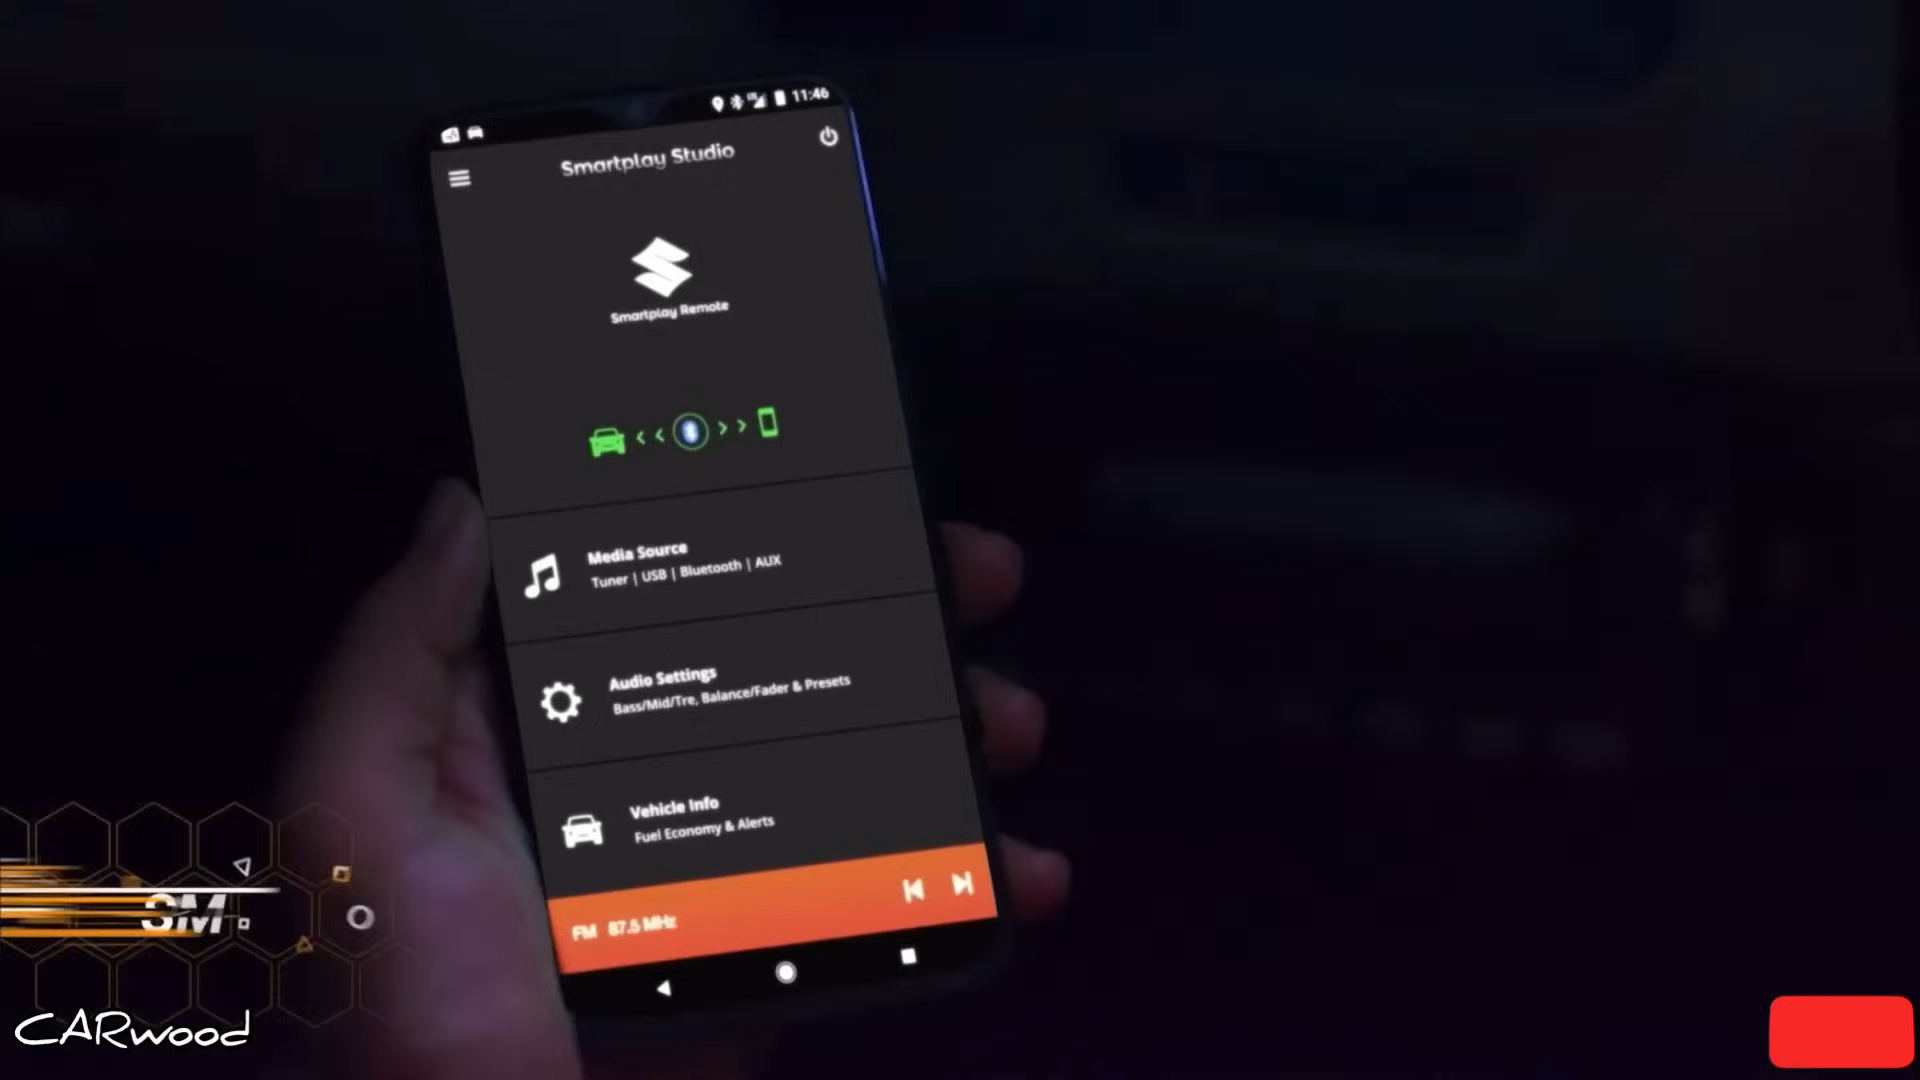 11:46
Smartplay Studio
Smartplay Remote
Media Source
Tuner | USB | Bluetooth | AUX
Audio Settings
Bass/Mid/Tre, Balance/Fader & Presets
Vehicle Info
Fuel Economy & Alerts
FM 87.5 MHz
SM
CARwood